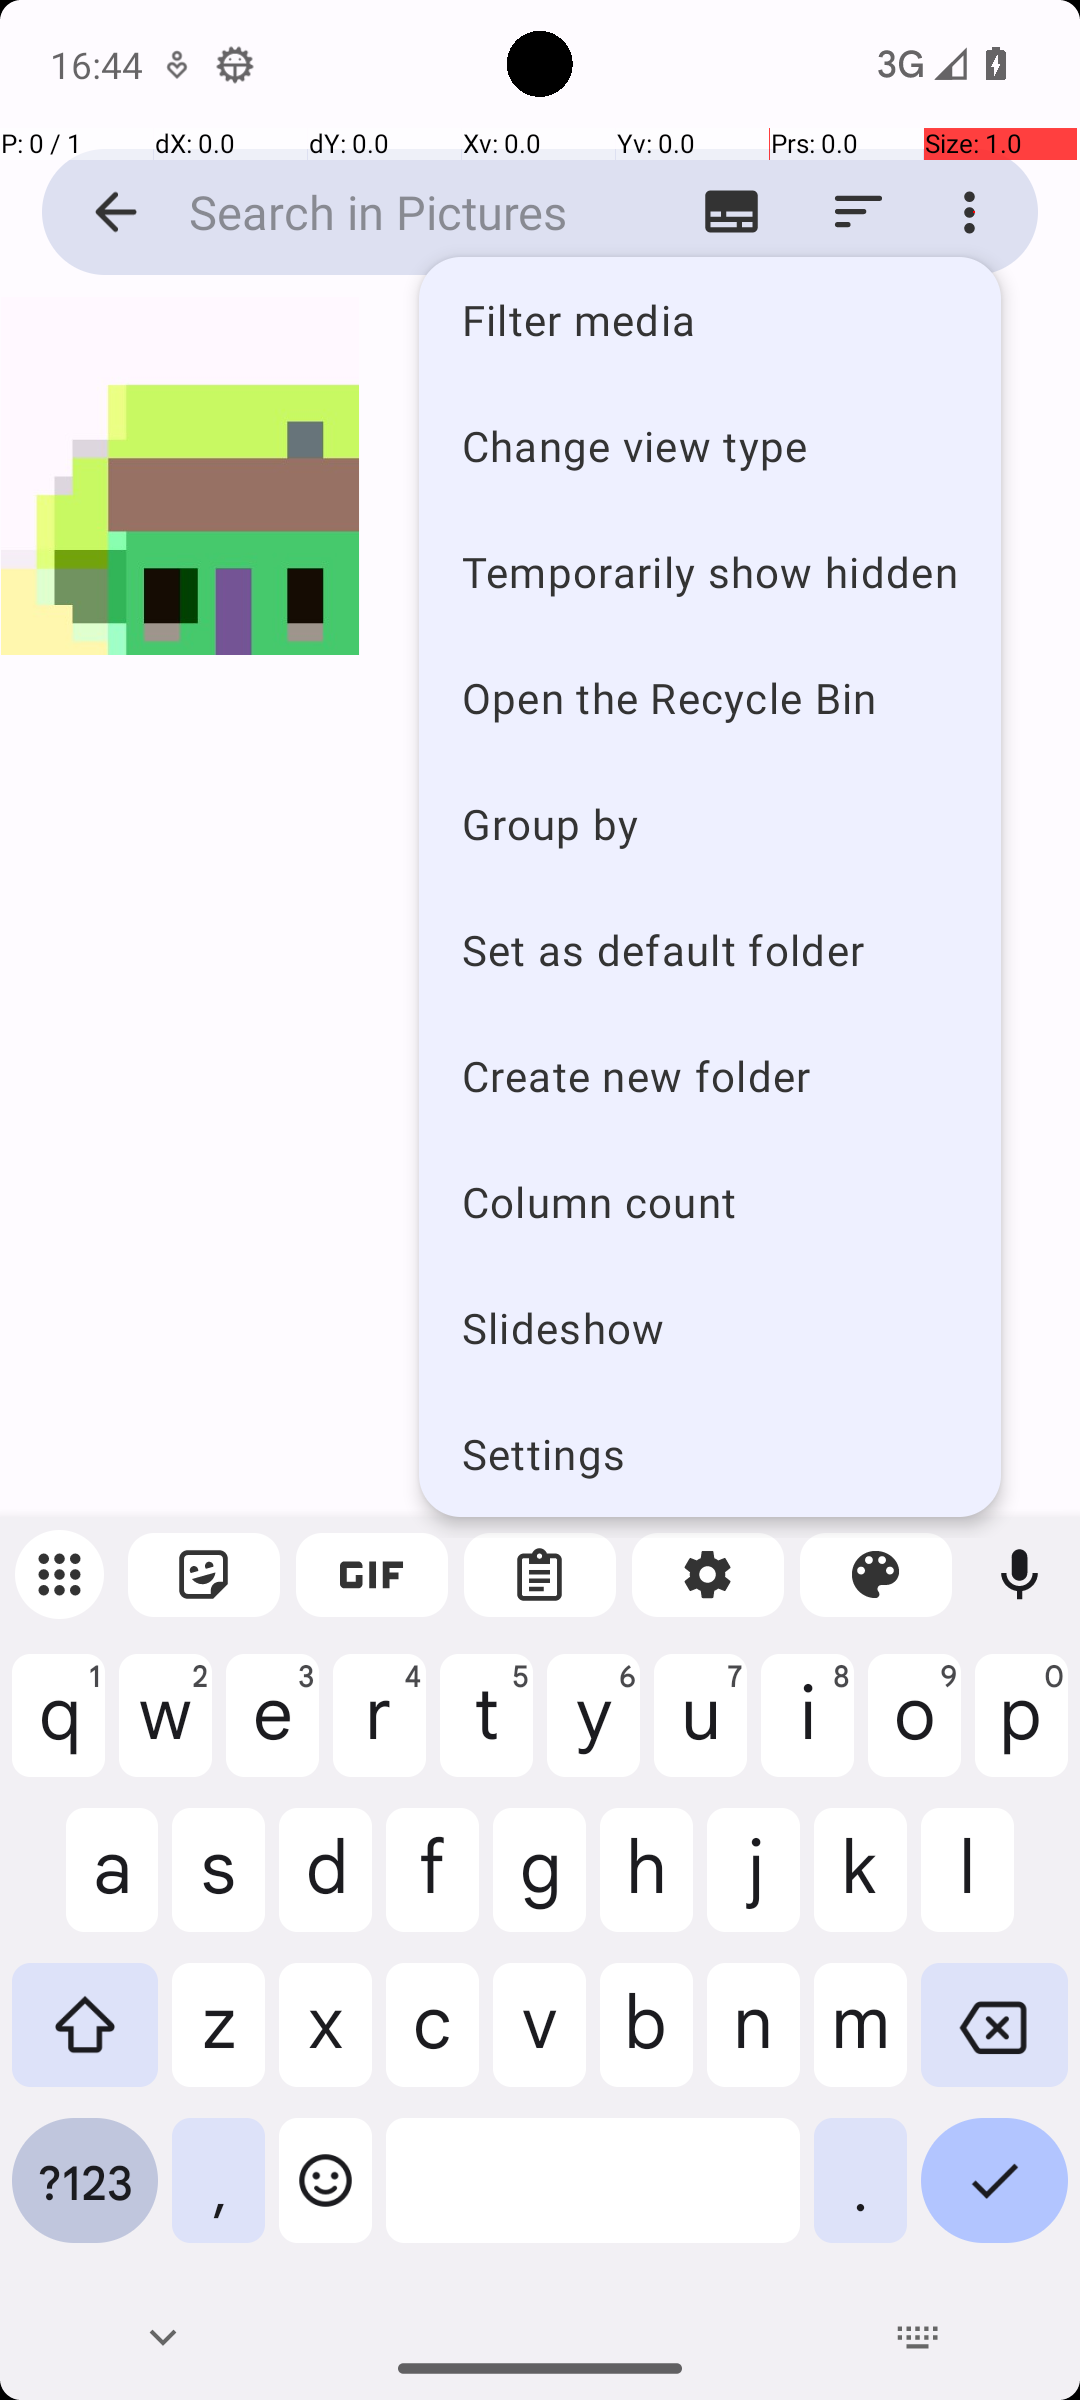 16:44
3G
P: 0 / 1 dX: 0.0 dY: 0.0 Xv: 0.0 Yv: 0.0 Prs: 0.0 Size: 1.0
Search in Pictures
Filter media
Change view type
Temporarily show hidden
Open the Recycle Bin
Group by
Set as default folder
Create new folder
Column count
Slideshow
Settings
GIF
q 1 w 2 e 3 r 4 t 5 y 6 u 7 i 8 o 9 p 0
a s d f g h j k l
z x c v b n m
?123 , .